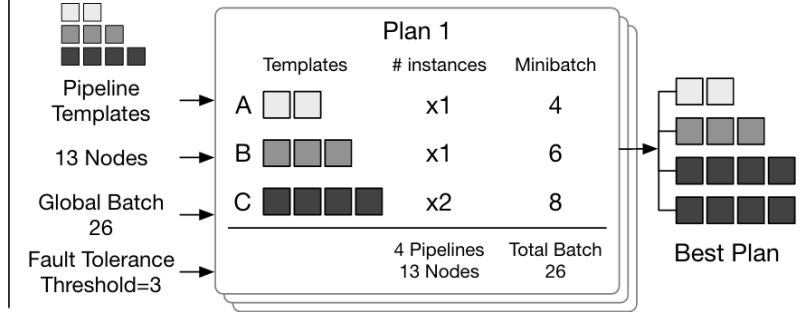 Pipeline
Templates
13 Nodes
Global Batch
26
Fault Tolerance
Threshold=3
Plan 1
Templates # instances Minibatch
A x1 4
B x1 6
C x2 8
4 Pipelines Total Batch
13 Nodes 26
Best Plan